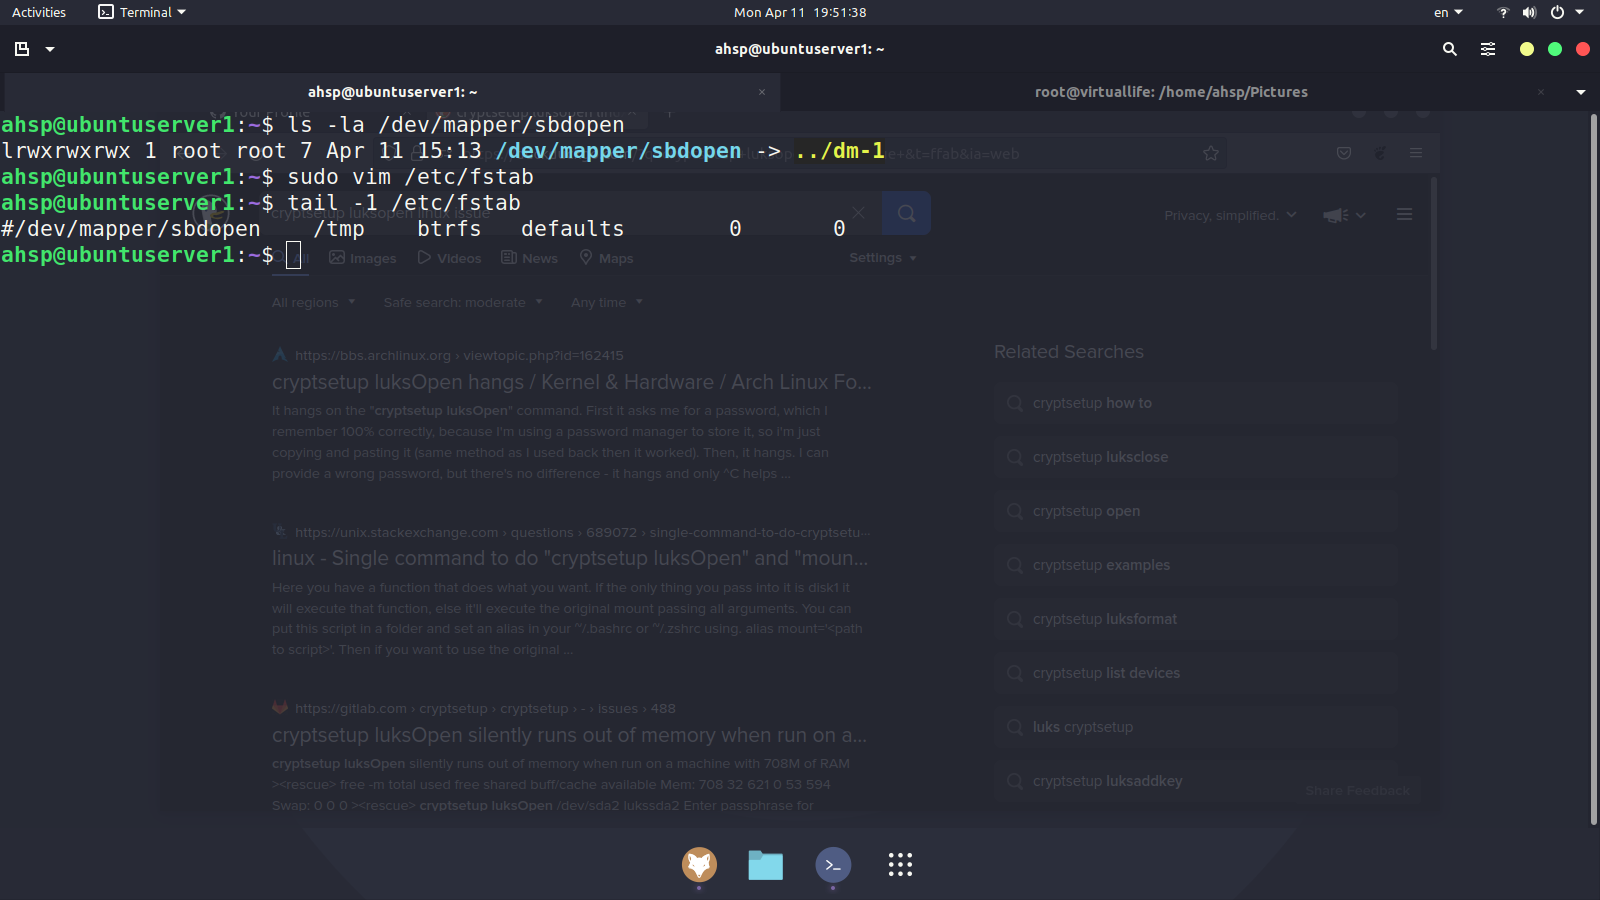 Activities Terminal Mon Apr 11 19:51:38 en
ahsp@ubuntuserver1: ~
ahsp@ubuntuserver1: ~ × root@virtuallife: /home/ahsp/Pictures ×
ahsp@ubuntuserver1:~$ ls -la /dev/mapper/sbdopen
lrwxrwxrwx 1 root root 7 Apr 11 15:13 /dev/mapper/sbdopen -> ../dm-1
ahsp@ubuntuserver1:~$ sudo vim /etc/fstab
ahsp@ubuntuserver1:~$ tail -1 /etc/fstab
#/dev/mapper/sbdopen /tmp btrfs defaults 0 0
ahsp@ubuntuserver1:~$
cryptsetup luksopen linux issue
Privacy, simplified.
All Images Videos News Maps Settings
All regions Safe search: moderate Any time
https://bbs.archlinux.org › viewtopic.php?id=162415
cryptsetup luksOpen hangs / Kernel & Hardware / Arch Linux Fo...
It hangs on the "cryptsetup luksOpen" command. First it asks me for a password, which I
remember 100% correctly, because I'm using a password manager to store it, so I'm just
copying and pasting it (same method as I used back then it worked). Then, it hangs. I can
provide a wrong password, but there's no difference - it hangs and only ^C helps ...
https://unix.stackexchange.com › questions › 689072 › single-command-to-do-cryptsetu...
linux - Single command to do "cryptsetup luksOpen" and "moun...
Here you have a function that does what you want. If the only thing you pass into it is disk1 it
will execute that function, else it'll execute the original mount passing all arguments. You can
put this script in a folder and set an alias in your ~/.bashrc or ~/.zshrc using. alias mount='<path
to script>'. Then if you want to use the original ...
https://gitlab.com › cryptsetup › cryptsetup › - › issues › 488
cryptsetup luksOpen silently runs out of memory when run on a...
cryptsetup luksOpen silently runs out of memory when run on a machine with 708M of RAM
><rescue> free -m total used free shared buff/cache available Mem: 708 32 621 0 53 594
Swap: 0 0 0 ><rescue> cryptsetup luksOpen /dev/sda2 lukssda2 Enter passphrase for
Related Searches
cryptsetup how to
cryptsetup luksclose
cryptsetup open
cryptsetup examples
cryptsetup luksformat
cryptsetup list devices
luks cryptsetup
cryptsetup luksaddkey
Share Feedback